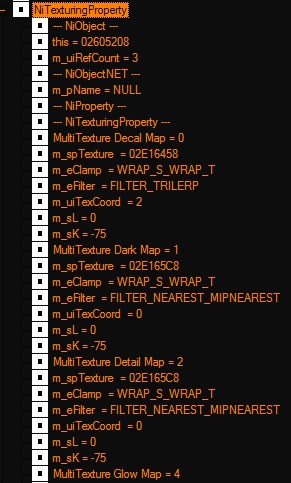 NiTexturingProperty
--- NiObject ---
this = 02605208
m_uiRefCount = 3
--- NiObjectNET ---
m_pName = NULL
--- NiProperty ---
--- NiTexturingProperty ---
MultiTexture Decal Map = 0
m_spTexture = 02E16458
m_eClamp = WRAP_S_WRAP_T
m_eFilter = FILTER_TRILERP
m_uiTexCoord = 2
m_sL = 0
m_sK = -75
MultiTexture Dark Map = 1
m_spTexture = 02E165C8
m_eClamp = WRAP_S_WRAP_T
m_eFilter = FILTER_NEAREST_MIPNEAREST
m_uiTexCoord = 0
m_sL = 0
m_sK = -75
MultiTexture Detail Map = 2
m_spTexture = 02E165C8
m_eClamp = WRAP_S_WRAP_T
m_eFilter = FILTER_NEAREST_MIPNEAREST
m_uiTexCoord = 0
m_sL = 0
m_sK = -75
MultiTexture Glow Map = 4